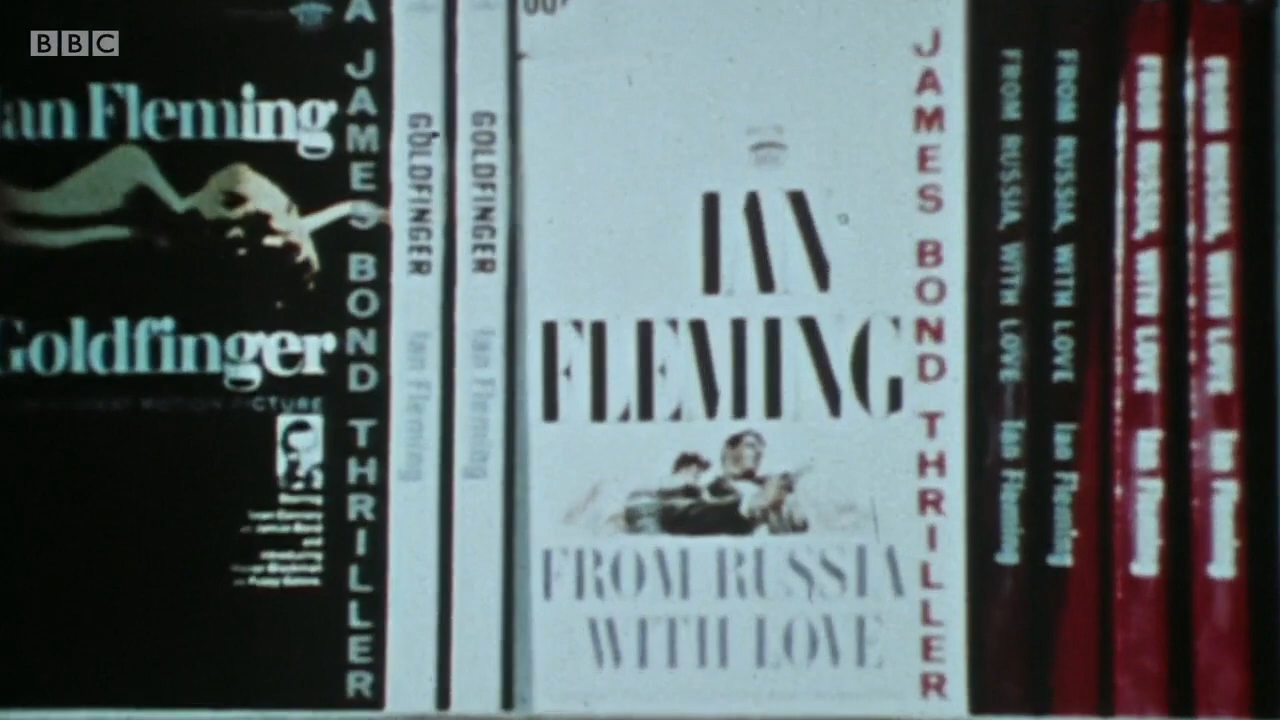 BBC
Ian Fleming
Goldfinger
CTURE
A JAMES BOND THRILLER
GOLDFINGER Ian Fleming
GOLDFINGER Ian Fleming
007
IAN
FLEMING
FROM RUSSIA
WITH LOVE
JAMES BOND THRILLER
FROM RUSSIA, WITH LOVE Ian Fleming
FROM RUSSIA, WITH LOVE Ian Fleming
FROM RUSSIA, WITH LOVE Ian Fleming
FROM RUSSIA, WITH LOVE Ian Fleming